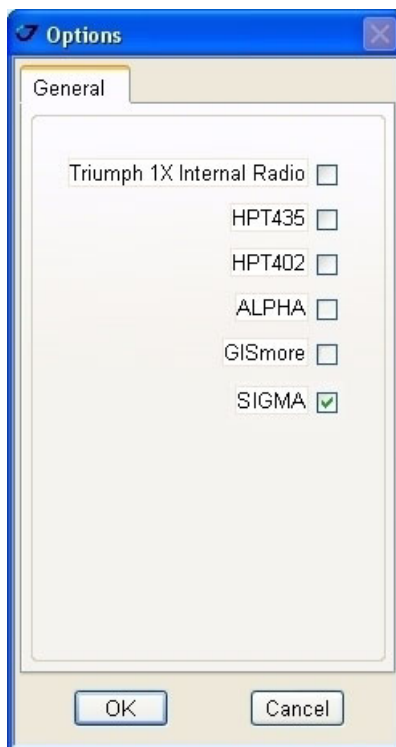 Options
General
Triumph 1X Internal Radio
HPT435
HPT402
ALPHA
GISmore
SIGMA
OK
Cancel